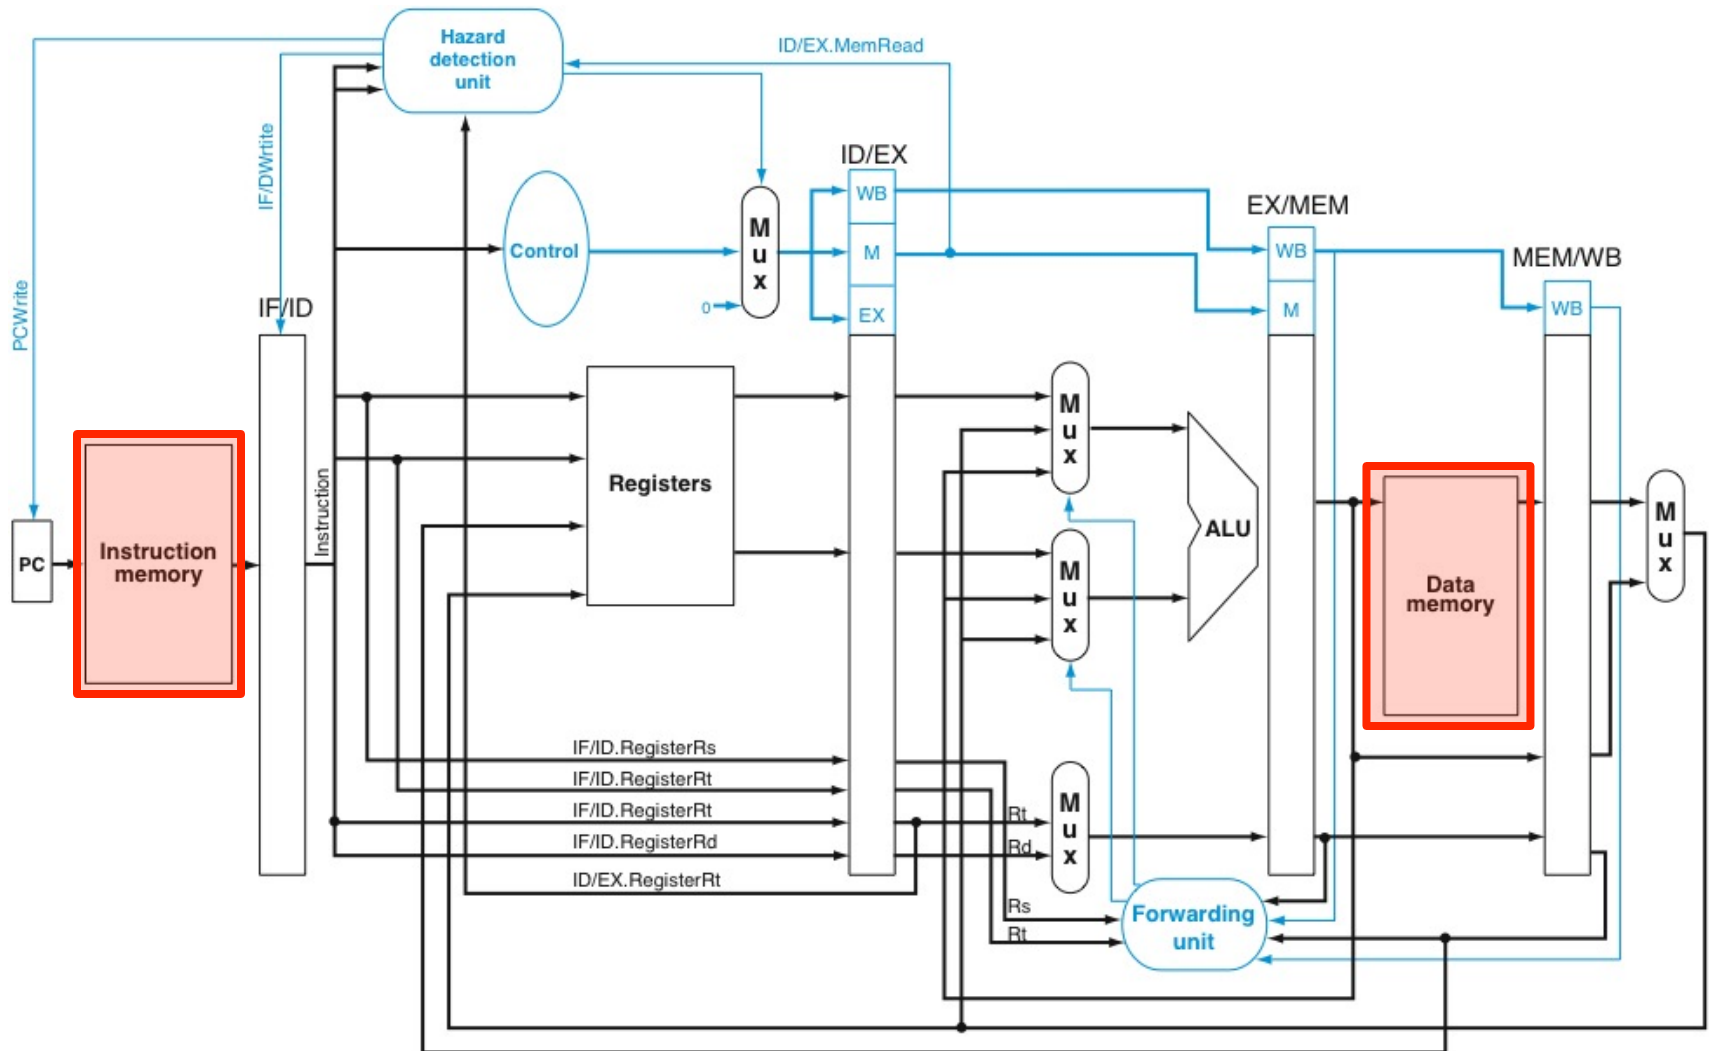 Hazard
detection
unit
ID/EX.MemRead
IF/DWrtite
PCWrite
ID/EX
WB
M
EX
Control
0
M
u
x
EX/MEM
WB
M
MEM/WB
WB
IF/ID
Instruction
PC
Instruction
memory
Registers
M
u
x
M
u
x
ALU
Data
memory
M
u
x
IF/ID.RegisterRs
IF/ID.RegisterRt
IF/ID.RegisterRt
IF/ID.RegisterRd
ID/EX.RegisterRt
Rt
Rd
M
u
x
Rs
Rt
Forwarding
unit